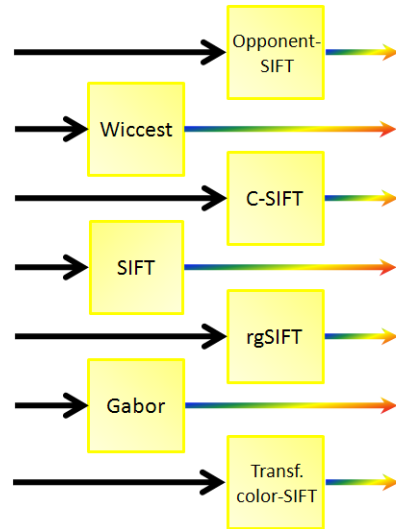 Opponent-
SIFT
Wiccest
C-SIFT
SIFT
rgSIFT
Gabor
Transf.
color-SIFT